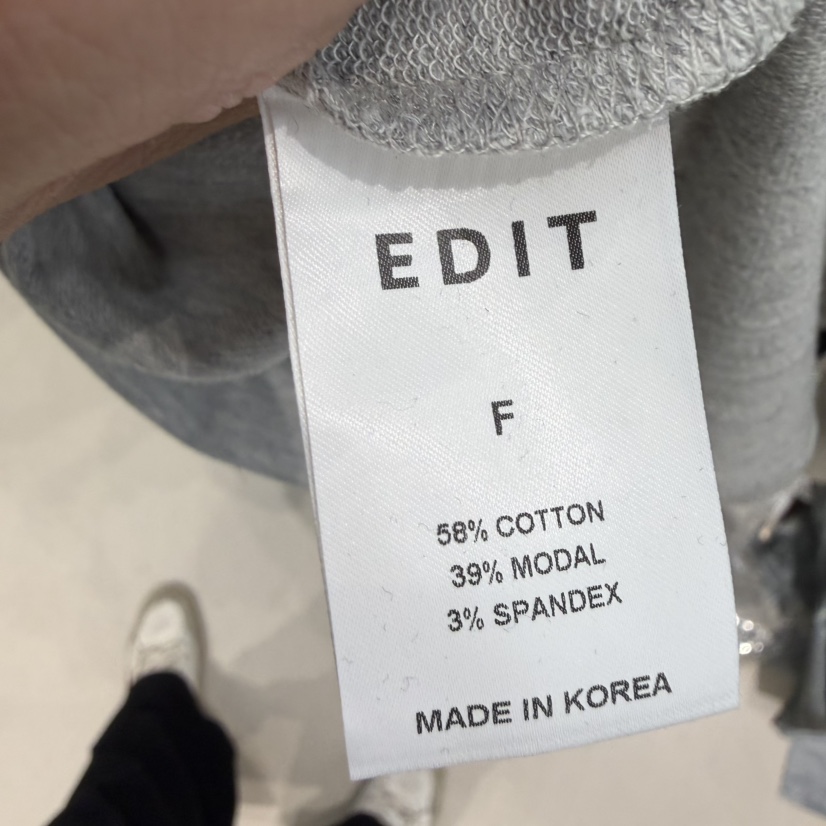 EDIT
F
58% COTTON
39% MODAL
3% SPANDEX
MADE IN KOREA